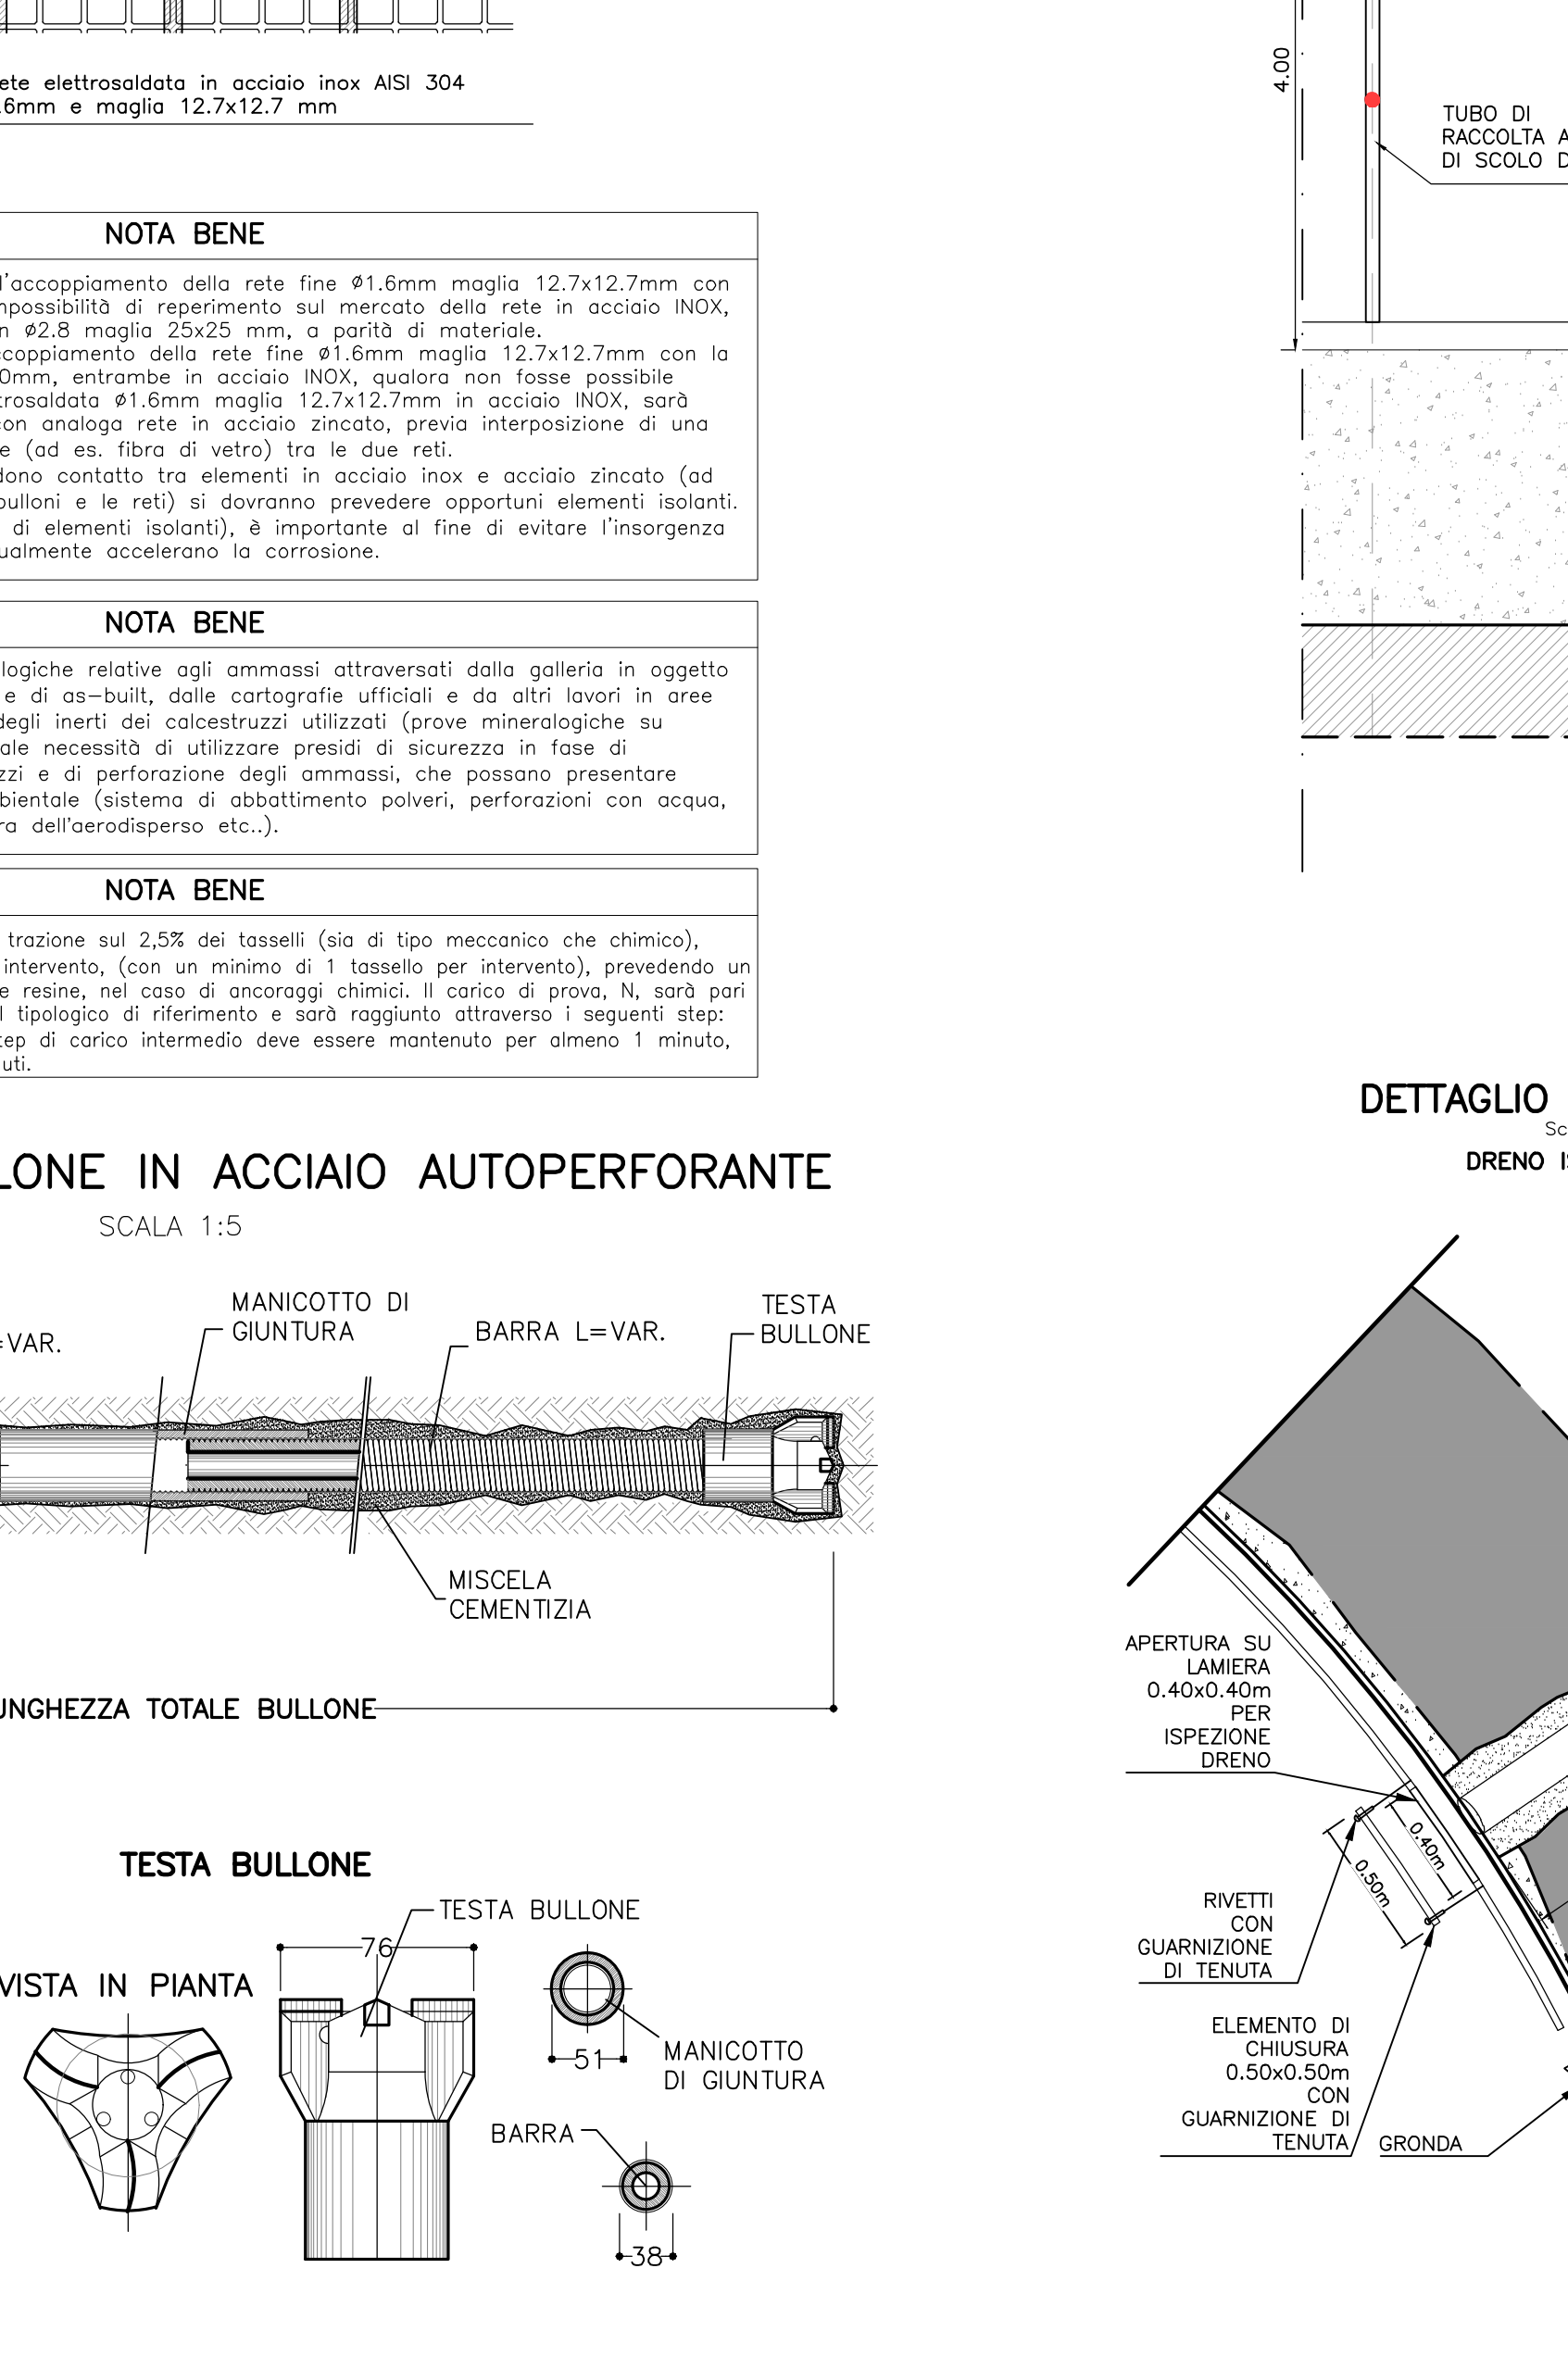 ete elettrosaldata in acciaio inox AISI 304
.6mm e maglia 12.7x12.7 mm
NOTA BENE
l'accoppiamento della rete fine ø1.6mm maglia 12.7x12.7mm con
mpossibilità di reperimento sul mercato della rete in acciaio INOX,
n ø2.8 maglia 25x25 mm, a parità di materiale.
ccoppiamento della rete fine ø1.6mm maglia 12.7x12.7mm con la
0mm, entrambe in acciaio INOX, qualora non fosse possibile
trosaldata ø1.6mm maglia 12.7x12.7mm in acciaio INOX, sarà
con analoga rete in acciaio zincato, previa interposizione di una
e (ad es. fibra di vetro) tra le due reti.
dono contatto tra elementi in acciaio inox e acciaio zincato (ad
bulloni e le reti) si dovranno prevedere opportuni elementi isolanti.
di elementi isolanti), è importante al fine di evitare l'insorgenza
ualmente accelerano la corrosione.
NOTA BENE
logiche relative agli ammassi attraversati dalla galleria in oggetto
e di as-built, dalle cartografie ufficiali e da altri lavori in aree
degli inerti dei calcestruzzi utilizzati (prove mineralogiche su
ale necessità di utilizzare presidi di sicurezza in fase di
zzi e di perforazione degli ammassi, che possano presentare
bientale (sistema di abbattimento polveri, perforazioni con acqua,
ra dell'aerodisperso etc..).
NOTA BENE
trazione sul 2,5% dei tasselli (sia di tipo meccanico che chimico),
intervento, (con un minimo di 1 tassello per intervento), prevedendo un
e resine, nel caso di ancoraggi chimici. Il carico di prova, N, sarà pari
l tipologico di riferimento e sarà raggiunto attraverso i seguenti step:
tep di carico intermedio deve essere mantenuto per almeno 1 minuto,
uti.
LONE IN ACCIAIO AUTOPERFORANTE
SCALA 1:5
=VAR.
MANICOTTO DI
GIUNTURA
BARRA L=VAR.
TESTA
BULLONE
MISCELA
CEMENTIZIA
UNGHEZZA TOTALE BULLONE
TESTA BULLONE
TESTA BULLONE
76
VISTA IN PIANTA
51
MANICOTTO
DI GIUNTURA
BARRA
38
4.00
TUBO DI
RACCOLTA A
DI SCOLO D
DETTAGLIO
Sc
DRENO IS
APERTURA SU
LAMIERA
0.40x0.40m
PER
ISPEZIONE
DRENO
0.40m
0.50m
RIVETTI
CON
GUARNIZIONE
DI TENUTA
ELEMENTO DI
CHIUSURA
0.50x0.50m
CON
GUARNIZIONE DI
TENUTA
GRONDA